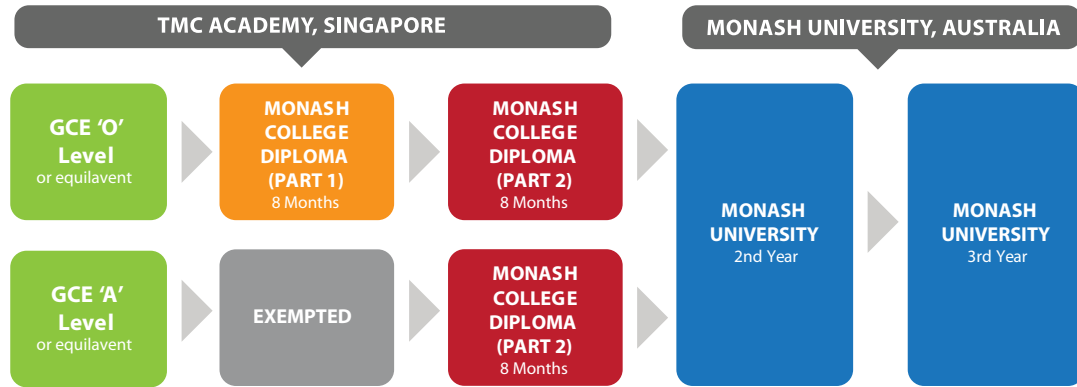 TMC ACADEMY, SINGAPORE
MONASH UNIVERSITY, AUSTRALIA
GCE ‘O’
Level
or equilavent
MONASH
COLLEGE
DIPLOMA
(PART 1)
8 Months
MONASH
COLLEGE
DIPLOMA
(PART 2)
8 Months
MONASH
UNIVERSITY
2nd Year
MONASH
UNIVERSITY
3rd Year
GCE ‘A’
Level
or equilavent
EXEMPTED
MONASH
COLLEGE
DIPLOMA
(PART 2)
8 Months